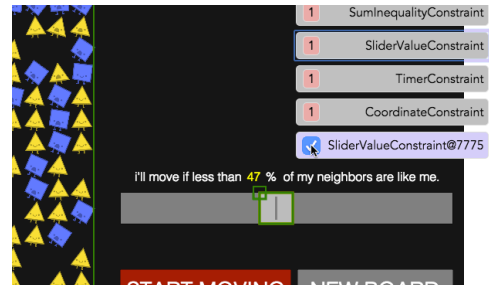 1 SumInequalityConstraint
1 SliderValueConstraint
1 TimerConstraint
1 CoordinateConstraint
SliderValueConstraint@7775
i'll move if less than 47 % of my neighbors are like me.
START MOVING NEW BOARD